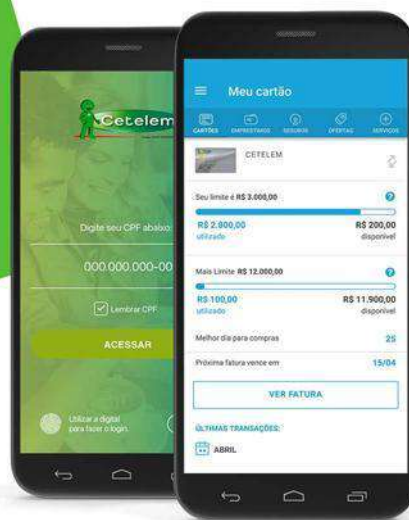 Cetelem
Digite seu CPF abaixo
000.000.000-00
Lembrar CPF
ACESSAR
Utilizar a digital
para fazer o login.
Meu cartão
CARTÕES EMPRÉSTIMOS SEGUROS OFERTAS SERVIÇOS
CETELEM
Seu limite é R$ 3.000,00
R$ 2.800,00 R$ 200,00
utilizado disponível
Mais Limite R$ 12.000,00
R$ 100,00 R$ 11.900,00
utilizado disponível
Melhor dia para compras 25
Próxima fatura vence em 15/04
VER FATURA
ÚLTIMAS TRANSAÇÕES:
ABRIL